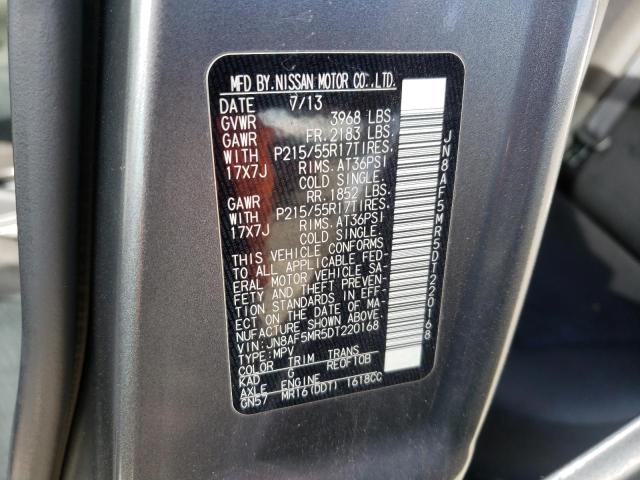 MFD BY. NISSAN MOTOR CO., LTD.
DATE 7/13
GVWR 3968 LBS.
GAWR FR. 2183 LBS.
WITH P215/55R17TIRES.
17X7J RIMS. AT36PSI
COLD SINGLE.
GAWR RR. 1852 LBS.
WITH P215/55R17TIRES.
17X7J RIMS. AT36PSI
COLD SINGLE.
THIS VEHICLE CONFORMS
TO ALL APPLICABLE FED-
ERAL MOTOR VEHICLE SA-
FETY AND THEFT PREVEN-
TION STANDARDS IN EFF-
ECT ON THE DATE OF MA-
NUFACTURE SHOWN ABOVE.
VIN: JN8AF5MR5DT220168
TYPE: MPV
COLOR TRIM TRANS
KAD G RE0F10B
AXLE ENGINE
GN57 MR16(DDT) 1618CC
JN8AF5MR5DT220168